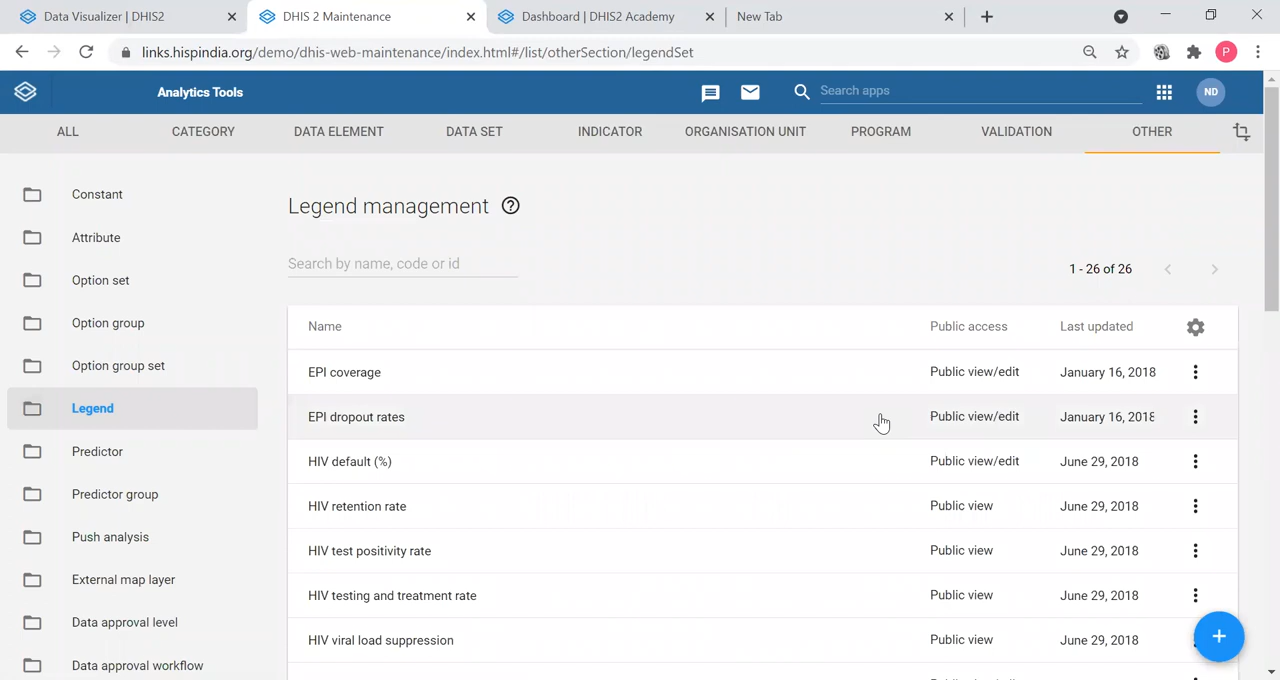 Data Visualizer | DHIS2
DHIS 2 Maintenance
Dashboard | DHIS2 Academy
New Tab
links.hispindia.org/demo/dhis-web-maintenance/index.html#/list/otherSection/legendSet
P
Analytics Tools
Search apps
ND
ALL
CATEGORY
DATA ELEMENT
DATA SET
INDICATOR
ORGANISATION UNIT
PROGRAM
VALIDATION
OTHER
Constant
Attribute
Option set
Option group
Option group set
Legend
Predictor
Predictor group
Push analysis
External map layer
Data approval level
Data approval workflow
Legend management
Search by name, code or id
1 - 26 of 26
Name Public access Last updated
EPI coverage Public view/edit January 16, 2018
EPI dropout rates Public view/edit January 16, 2018
HIV default (%) Public view/edit June 29, 2018
HIV retention rate Public view June 29, 2018
HIV test positivity rate Public view June 29, 2018
HIV testing and treatment rate Public view June 29, 2018
HIV viral load suppression Public view June 29, 2018